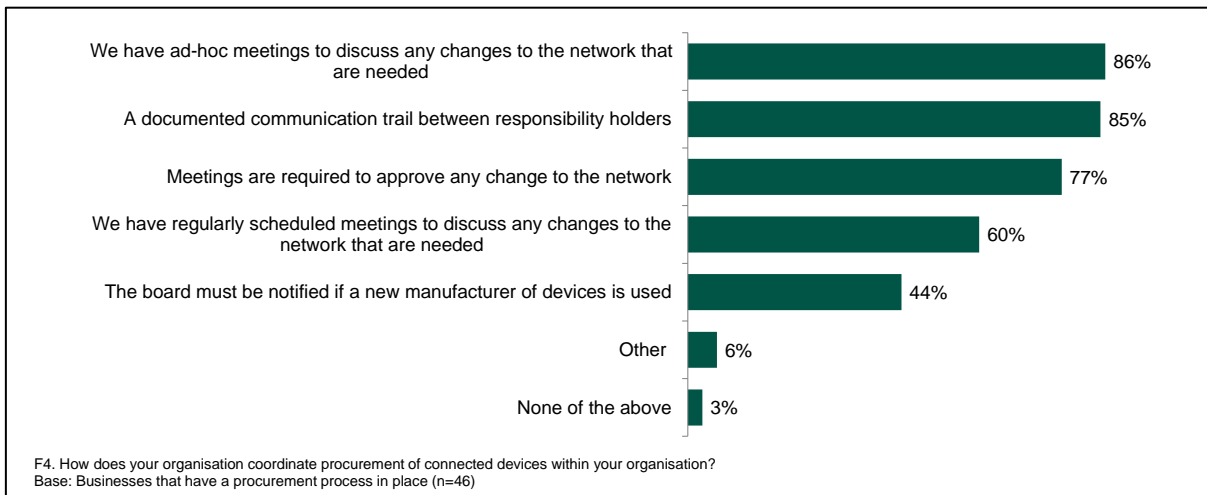 We have ad-hoc meetings to discuss any changes to the network that
are needed
86%
A documented communication trail between responsibility holders
85%
Meetings are required to approve any change to the network
77%
We have regularly scheduled meetings to discuss any changes to the
network that are needed
60%
The board must be notified if a new manufacturer of devices is used
44%
Other
6%
None of the above
3%
F4. How does your organisation coordinate procurement of connected devices within your organisation?
Base: Businesses that have a procurement process in place (n=46)